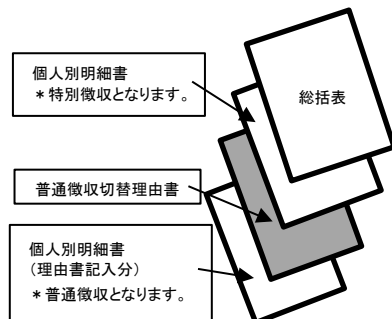 個人別明細書
＊特別徴収となります。
総括表
普通徴収切替理由書
個人別明細書
（理由書記入分）
＊普通徴収となります。